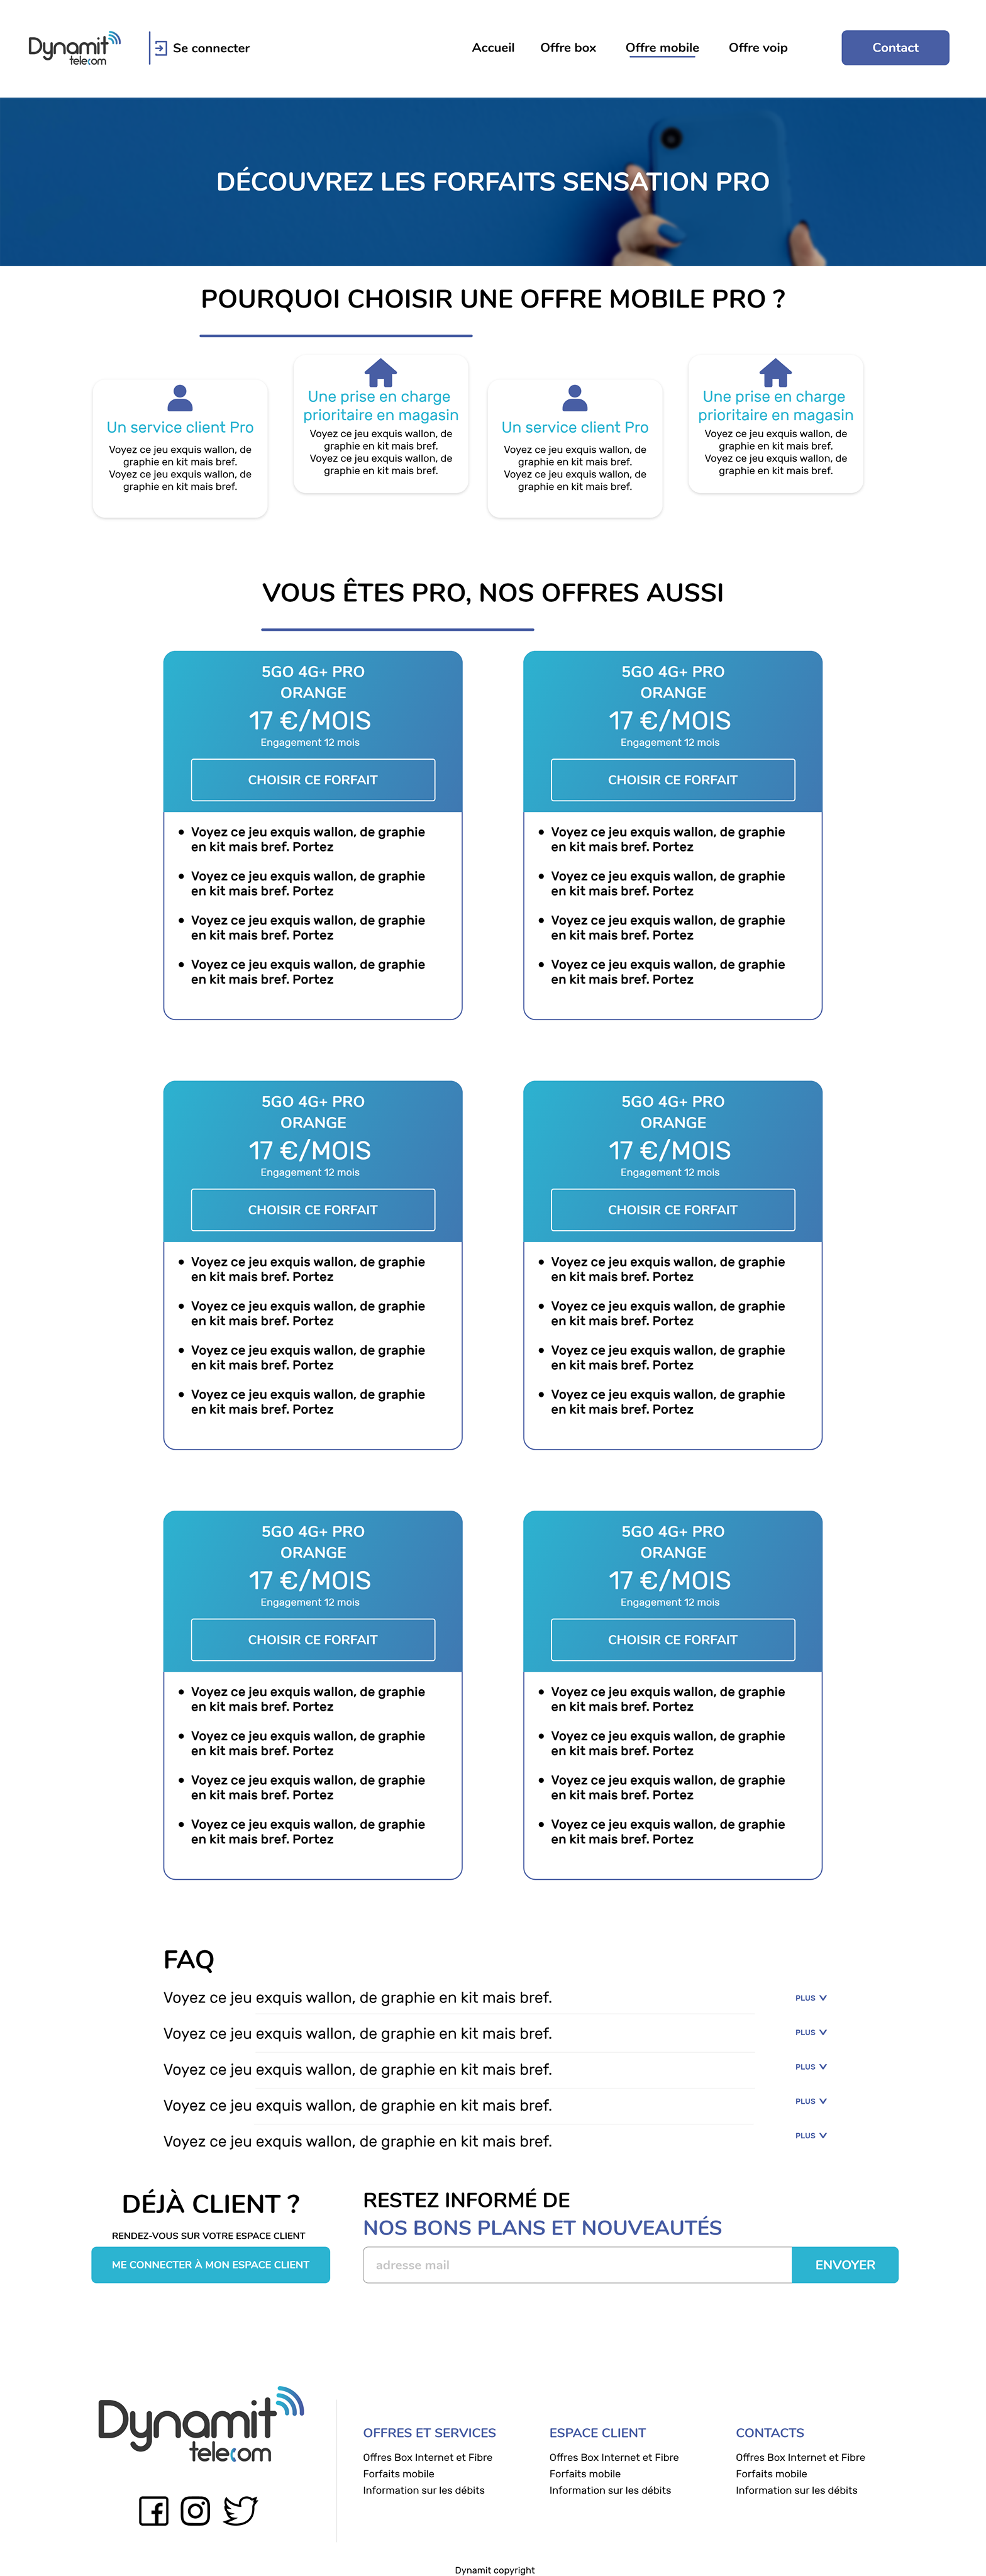 Dynamit
telecom
Se connecter
Accueil
Offre box
Offre mobile
Offre voip
Contact
DÉCOUVREZ LES FORFAITS SENSATION PRO
POURQUOI CHOISIR UNE OFFRE MOBILE PRO ?
Un service client Pro
Voyez ce jeu exquis wallon, de
graphie en kit mais bref.
Voyez ce jeu exquis wallon, de
graphie en kit mais bref.
Une prise en charge
prioritaire en magasin
Voyez ce jeu exquis wallon, de
graphie en kit mais bref.
Voyez ce jeu exquis wallon, de
graphie en kit mais bref.
Un service client Pro
Voyez ce jeu exquis wallon, de
graphie en kit mais bref.
Voyez ce jeu exquis wallon, de
graphie en kit mais bref.
Une prise en charge
prioritaire en magasin
Voyez ce jeu exquis wallon, de
graphie en kit mais bref.
Voyez ce jeu exquis wallon, de
graphie en kit mais bref.
VOUS ÊTES PRO, NOS OFFRES AUSSI
5GO 4G+ PRO
ORANGE
17 €/MOIS
Engagement 12 mois
CHOISIR CE FORFAIT
Voyez ce jeu exquis wallon, de graphie
en kit mais bref. Portez
Voyez ce jeu exquis wallon, de graphie
en kit mais bref. Portez
Voyez ce jeu exquis wallon, de graphie
en kit mais bref. Portez
Voyez ce jeu exquis wallon, de graphie
en kit mais bref. Portez
5GO 4G+ PRO
ORANGE
17 €/MOIS
Engagement 12 mois
CHOISIR CE FORFAIT
Voyez ce jeu exquis wallon, de graphie
en kit mais bref. Portez
Voyez ce jeu exquis wallon, de graphie
en kit mais bref. Portez
Voyez ce jeu exquis wallon, de graphie
en kit mais bref. Portez
Voyez ce jeu exquis wallon, de graphie
en kit mais bref. Portez
5GO 4G+ PRO
ORANGE
17 €/MOIS
Engagement 12 mois
CHOISIR CE FORFAIT
Voyez ce jeu exquis wallon, de graphie
en kit mais bref. Portez
Voyez ce jeu exquis wallon, de graphie
en kit mais bref. Portez
Voyez ce jeu exquis wallon, de graphie
en kit mais bref. Portez
Voyez ce jeu exquis wallon, de graphie
en kit mais bref. Portez
5GO 4G+ PRO
ORANGE
17 €/MOIS
Engagement 12 mois
CHOISIR CE FORFAIT
Voyez ce jeu exquis wallon, de graphie
en kit mais bref. Portez
Voyez ce jeu exquis wallon, de graphie
en kit mais bref. Portez
Voyez ce jeu exquis wallon, de graphie
en kit mais bref. Portez
Voyez ce jeu exquis wallon, de graphie
en kit mais bref. Portez
5GO 4G+ PRO
ORANGE
17 €/MOIS
Engagement 12 mois
CHOISIR CE FORFAIT
Voyez ce jeu exquis wallon, de graphie
en kit mais bref. Portez
Voyez ce jeu exquis wallon, de graphie
en kit mais bref. Portez
Voyez ce jeu exquis wallon, de graphie
en kit mais bref. Portez
Voyez ce jeu exquis wallon, de graphie
en kit mais bref. Portez
5GO 4G+ PRO
ORANGE
17 €/MOIS
Engagement 12 mois
CHOISIR CE FORFAIT
Voyez ce jeu exquis wallon, de graphie
en kit mais bref. Portez
Voyez ce jeu exquis wallon, de graphie
en kit mais bref. Portez
Voyez ce jeu exquis wallon, de graphie
en kit mais bref. Portez
Voyez ce jeu exquis wallon, de graphie
en kit mais bref. Portez
FAQ
Voyez ce jeu exquis wallon, de graphie en kit mais bref.
PLUS
Voyez ce jeu exquis wallon, de graphie en kit mais bref.
PLUS
Voyez ce jeu exquis wallon, de graphie en kit mais bref.
PLUS
Voyez ce jeu exquis wallon, de graphie en kit mais bref.
PLUS
Voyez ce jeu exquis wallon, de graphie en kit mais bref.
PLUS
DÉJÀ CLIENT ?
RENDEZ-VOUS SUR VOTRE ESPACE CLIENT
ME CONNECTER À MON ESPACE CLIENT
RESTEZ INFORMÉ DE
NOS BONS PLANS ET NOUVEAUTÉS
adresse mail
ENVOYER
Dynamit
telecom
OFFRES ET SERVICES
Offres Box Internet et Fibre
Forfaits mobile
Information sur les débits
ESPACE CLIENT
Offres Box Internet et Fibre
Forfaits mobile
Information sur les débits
CONTACTS
Offres Box Internet et Fibre
Forfaits mobile
Information sur les débits
Dynamit copyright